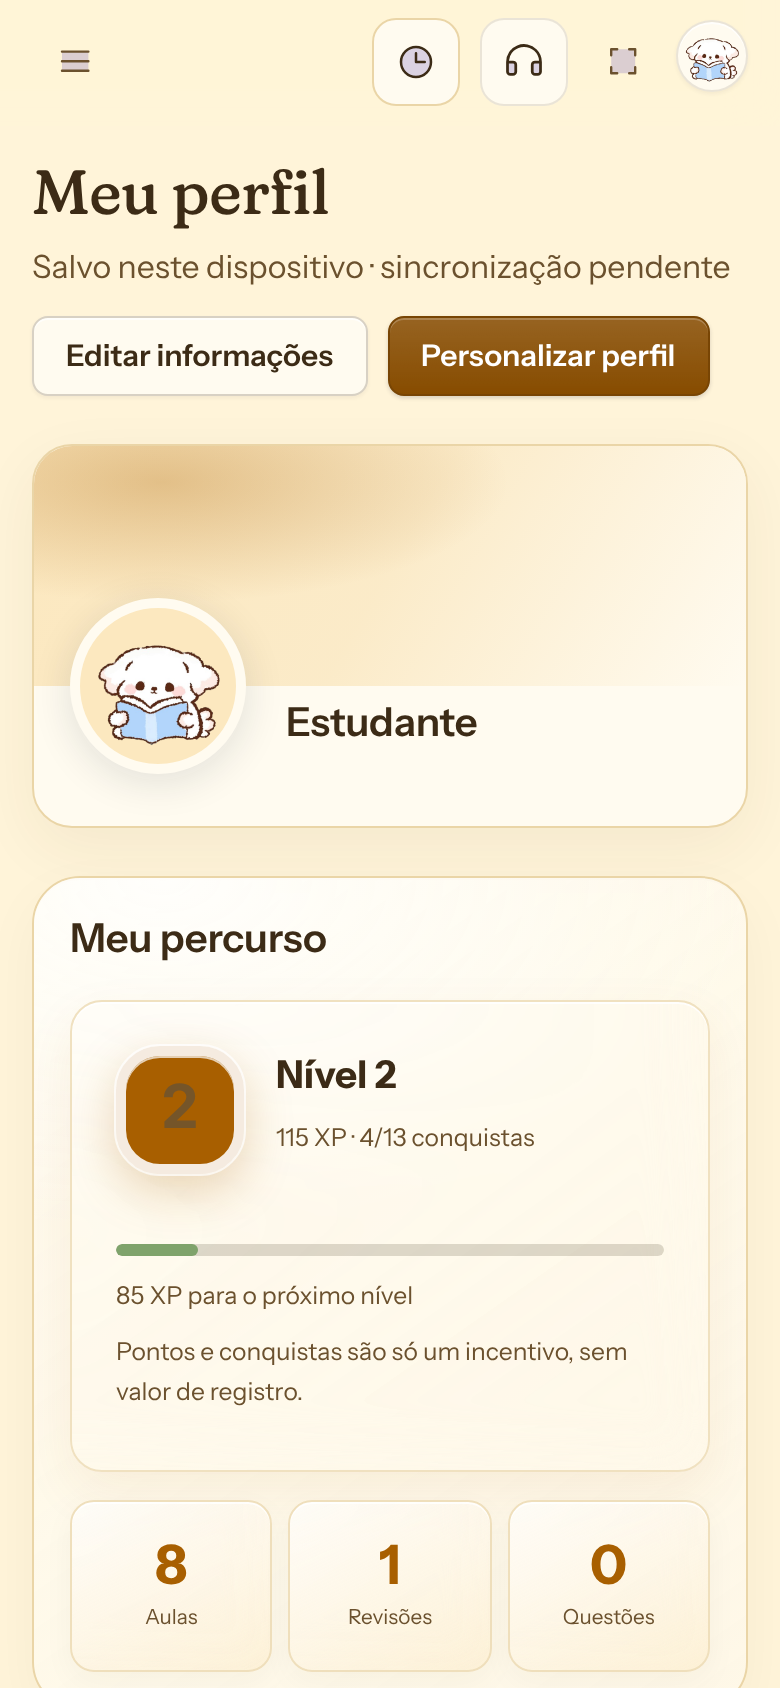 Meu perfil
Salvo neste dispositivo · sincronização pendente
Editar informações
Personalizar perfil
Estudante
Meu percurso
2
Nível 2
115 XP · 4/13 conquistas
85 XP para o próximo nível
Pontos e conquistas são só um incentivo, sem
valor de registro.
8
Aulas
1
Revisões
0
Questões